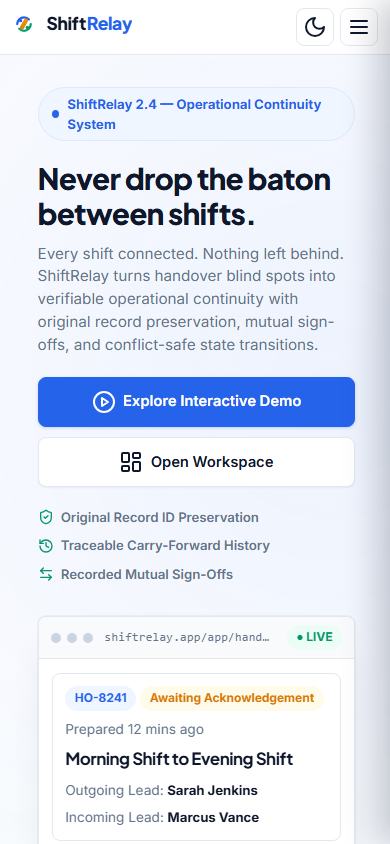 ShiftRelay
ShiftRelay 2.4 — Operational Continuity
System
Never drop the baton
between shifts.
Every shift connected. Nothing left behind.
ShiftRelay turns handover blind spots into
verifiable operational continuity with
original record preservation, mutual sign-
offs, and conflict-safe state transitions.
Explore Interactive Demo
Open Workspace
Original Record ID Preservation
Traceable Carry-Forward History
Recorded Mutual Sign-Offs
shiftrelay.app/app/hand… LIVE
HO-8241 Awaiting Acknowledgement
Prepared 12 mins ago
Morning Shift to Evening Shift
Outgoing Lead: Sarah Jenkins
Incoming Lead: Marcus Vance